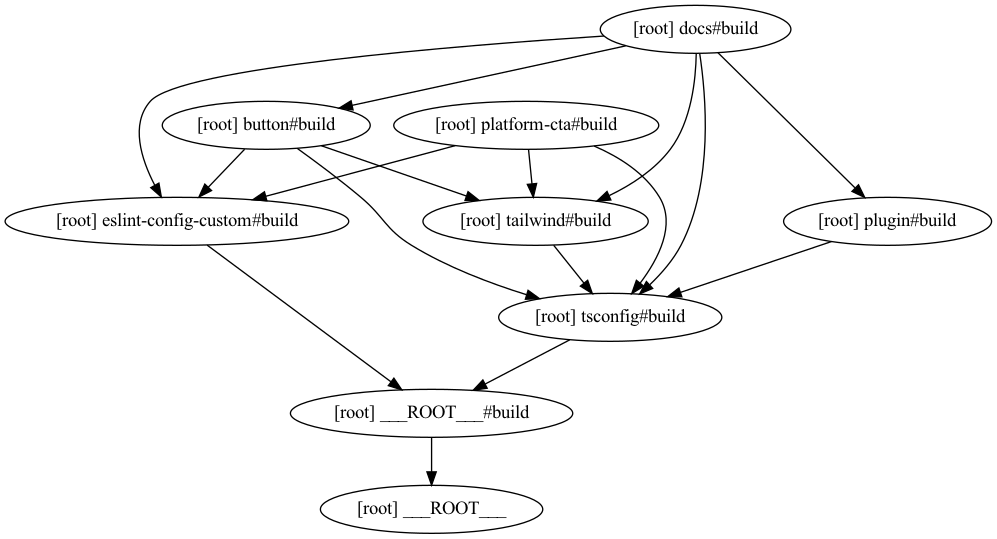 [root] docs#build
[root] button#build
[root] platform-cta#build
[root] eslint-config-custom#build
[root] tailwind#build
[root] plugin#build
[root] tsconfig#build
[root] ___ROOT___#build
[root] ___ROOT___